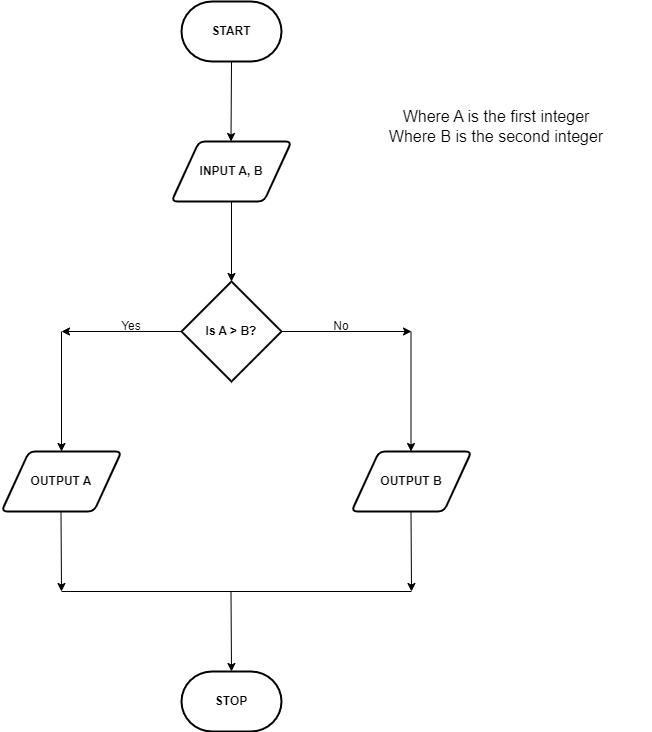 START
Where A is the first integer
Where B is the second integer
INPUT A, B
Is A > B?
Yes
No
OUTPUT A
OUTPUT B
STOP